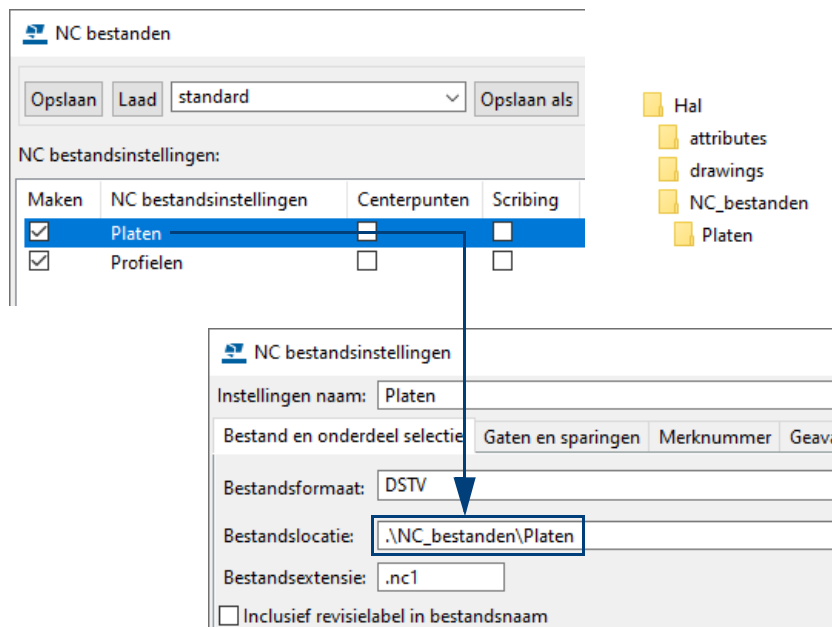 NC bestanden
Opslaan Laad standard Opslaan als
NC bestandsinstellingen:
Maken NC bestandsinstellingen Centerpunten Scribing
Platen
Profielen
Hal
attributes
drawings
NC_bestanden
Platen
NC bestandsinstellingen
Instellingen naam: Platen
Bestand en onderdeel selectie Gaten en sparingen Merknummer Geava
Bestandsformaat: DSTV
Bestandslocatie: .\NC_bestanden\Platen
Bestandsextensie: .nc1
Inclusief revisielabel in bestandsnaam